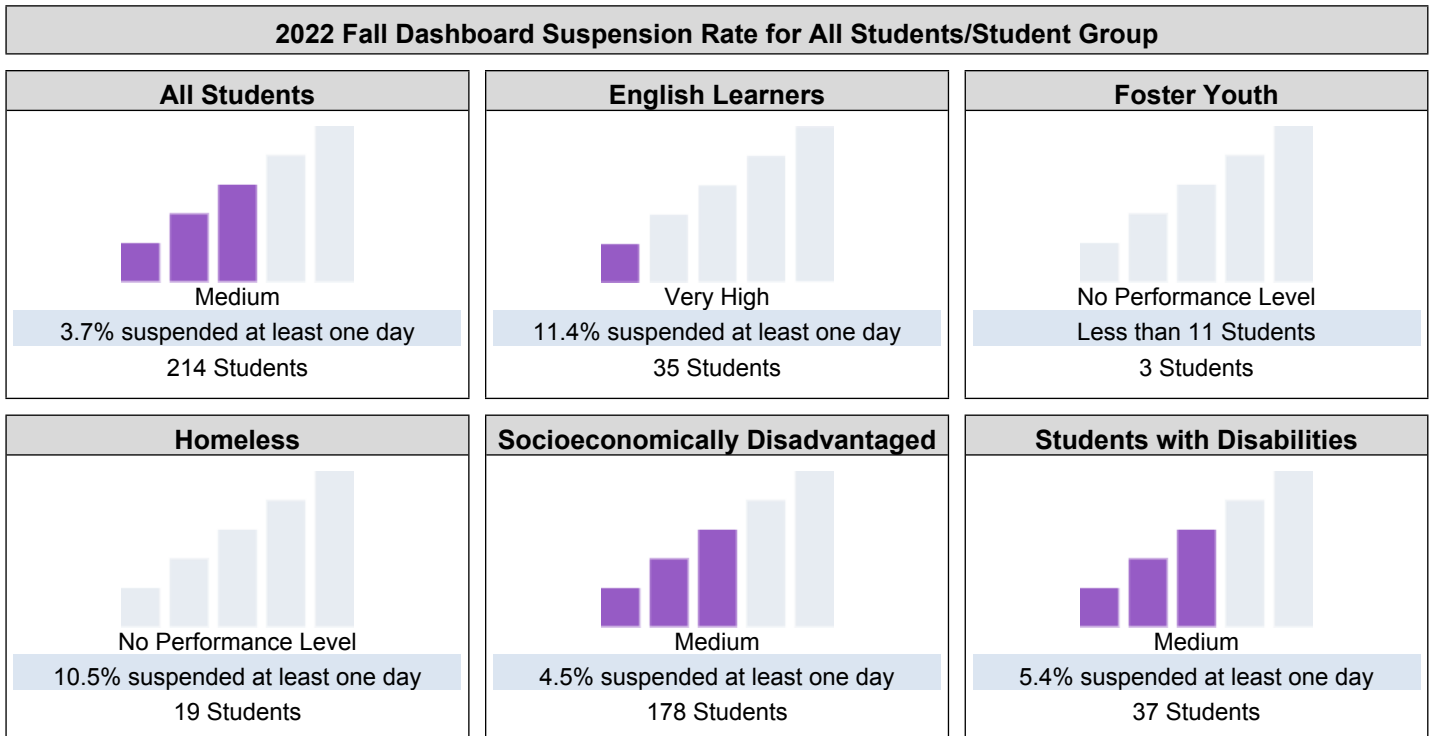 2022 Fall Dashboard Suspension Rate for All Students/Student Group
All Students
Medium
3.7% suspended at least one day
214 Students
English Learners
Very High
11.4% suspended at least one day
35 Students
Foster Youth
No Performance Level
Less than 11 Students
3 Students
Homeless
No Performance Level
10.5% suspended at least one day
19 Students
Socioeconomically Disadvantaged
Medium
4.5% suspended at least one day
178 Students
Students with Disabilities
Medium
5.4% suspended at least one day
37 Students